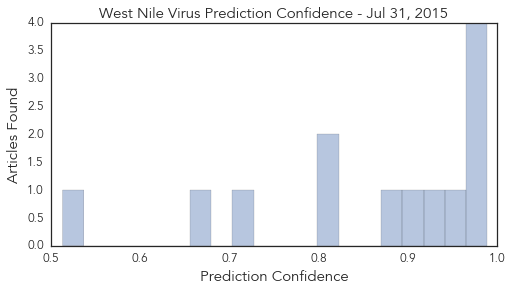 West Nile Virus Prediction Confidence - Jul 31, 2015
Articles Found
4.0
3.5
3.0
2.5
2.0
1.5
1.0
0.5
0.0
0.5 0.6 0.7 0.8 0.9 1.0
Prediction Confidence